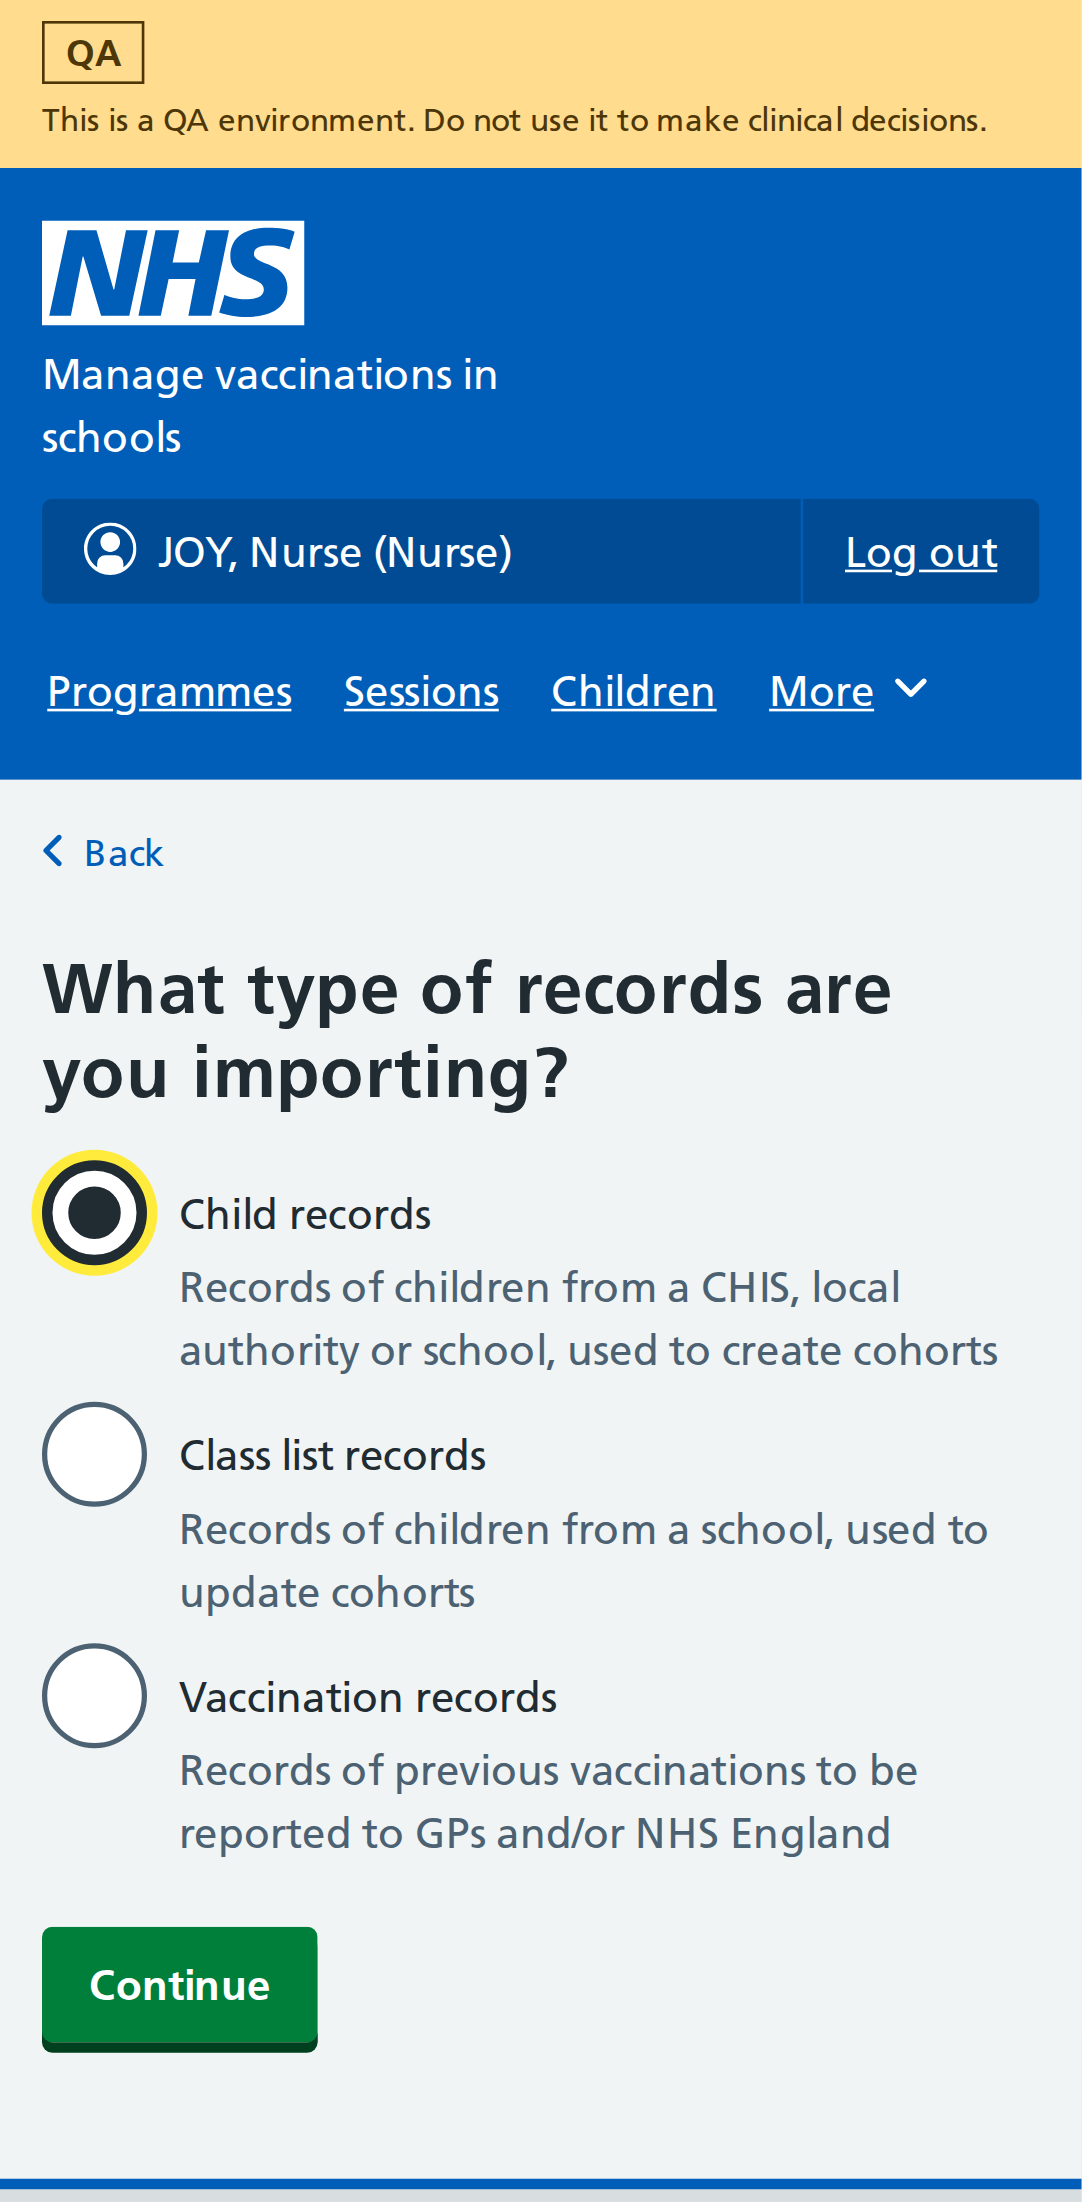 QA
This is a QA environment. Do not use it to make clinical decisions.
NHS
Manage vaccinations in
schools
JOY, Nurse (Nurse)
Log out
Programmes Sessions Children More
Back
What type of records are
you importing?
Child records
Records of children from a CHIS, local
authority or school, used to create cohorts
Class list records
Records of children from a school, used to
update cohorts
Vaccination records
Records of previous vaccinations to be
reported to GPs and/or NHS England
Continue